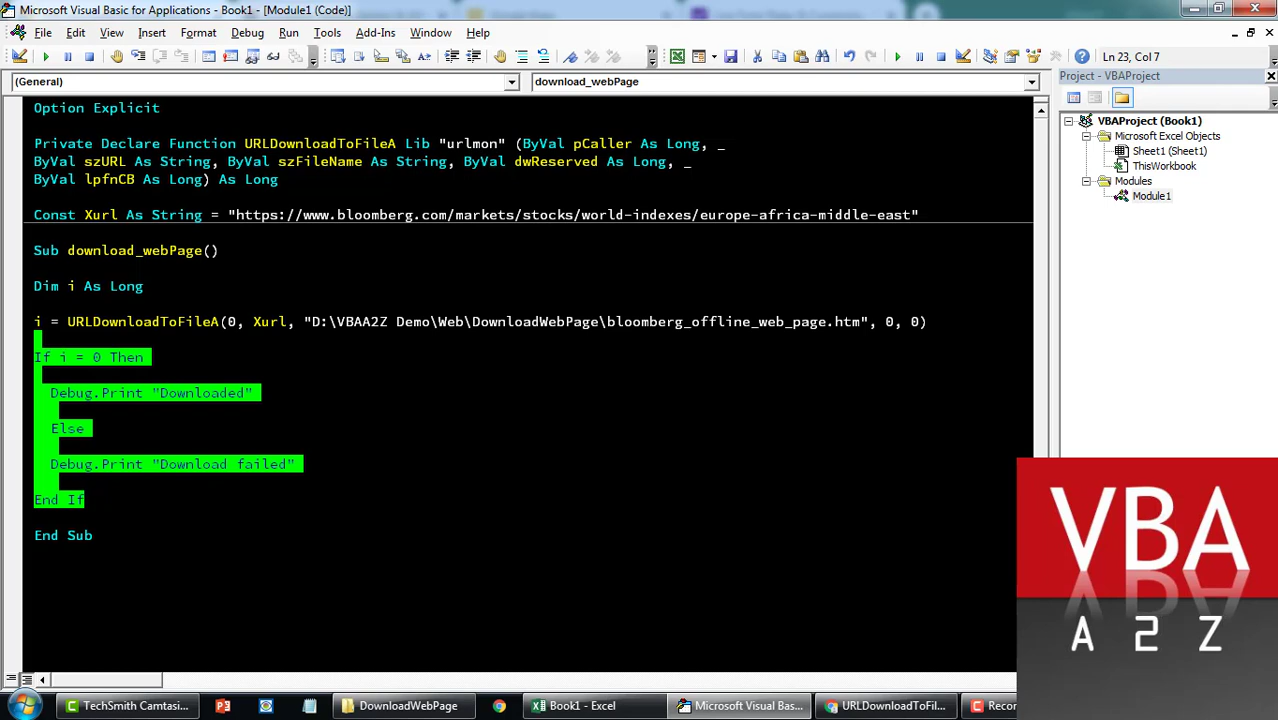 Microsoft Visual Basic for Applications - Book1 - [Module1 (Code)]
File Edit View Insert Format Debug Run Tools Add-Ins Window Help
Ln 23, Col 7
(General)
download_webPage
Project - VBAProject
Option Explicit
Private Declare Function URLDownloadToFileA Lib "urlmon" (ByVal pCaller As Long, _
ByVal szURL As String, ByVal szFileName As String, ByVal dwReserved As Long, _
ByVal lpfnCB As Long) As Long
Const Xurl As String = "https://www.bloomberg.com/markets/stocks/world-indexes/europe-africa-middle-east"
Sub download_webPage()
Dim i As Long
i = URLDownloadToFileA(0, Xurl, "D:\VBAA2Z Demo\Web\DownloadWebPage\bloomberg_offline_web_page.htm", 0, 0)
If i = 0 Then
Debug.Print "Downloaded"
Else
Debug.Print "Download failed"
End If
End Sub
VBAProject (Book1)
Microsoft Excel Objects
Sheet1 (Sheet1)
ThisWorkbook
Modules
Module1
VBA
A 2 Z
TechSmith Camtasi...
DownloadWebPage
Book1 - Excel
Microsoft Visual Bas...
URLDownloadToFil...
Recor